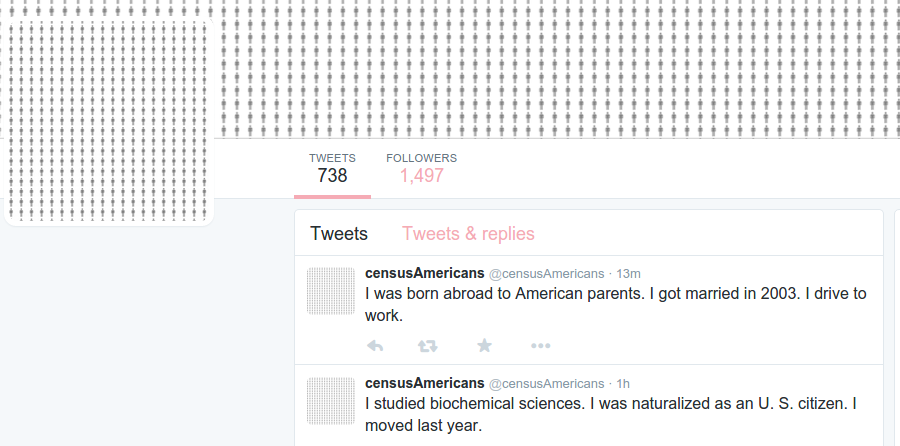 TWEETS FOLLOWERS
738 1,497
Tweets Tweets & replies
censusAmericans @censusAmericans · 13m
I was born abroad to American parents. I got married in 2003. I drive to
work.
censusAmericans @censusAmericans · 1h
I studied biochemical sciences. I was naturalized as an U. S. citizen. I
moved last year.